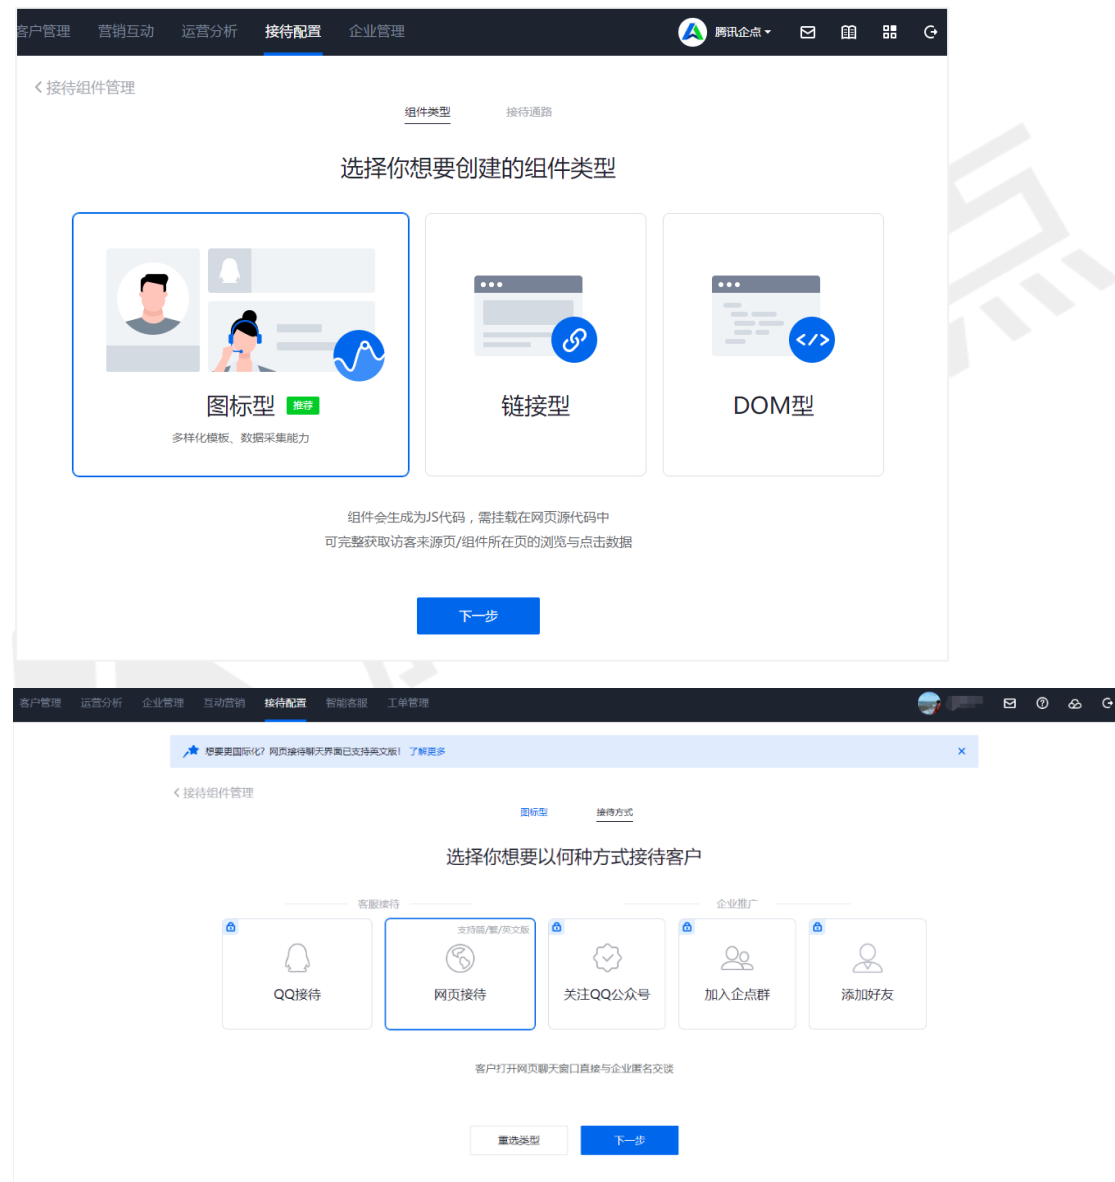 客户管理 营销互动 运营分析 接待配置 企业管理 腾讯企点
接待组件管理
组件类型 接待通路
选择你想要创建的组件类型
图标型 推荐
多样化模板、数据采集能力
链接型
DOM型
组件会生成为JS代码，需挂载在网页源代码中
可完整获取访客来源页/组件所在页的浏览与点击数据
下一步
客户管理 运营分析 企业管理 互动营销 接待配置 智能客服 工单管理
想要更国际化？网页接待聊天界面已支持英文版！ 了解更多
接待组件管理
图标型 接待方式
选择你想要以何种方式接待客户
客服接待 企业推广
支持简/繁/英文版
QQ接待 网页接待 关注QQ公众号 加入企点群 添加好友
客户打开网页聊天窗口直接与企业匿名交谈
重选类型 下一步
点